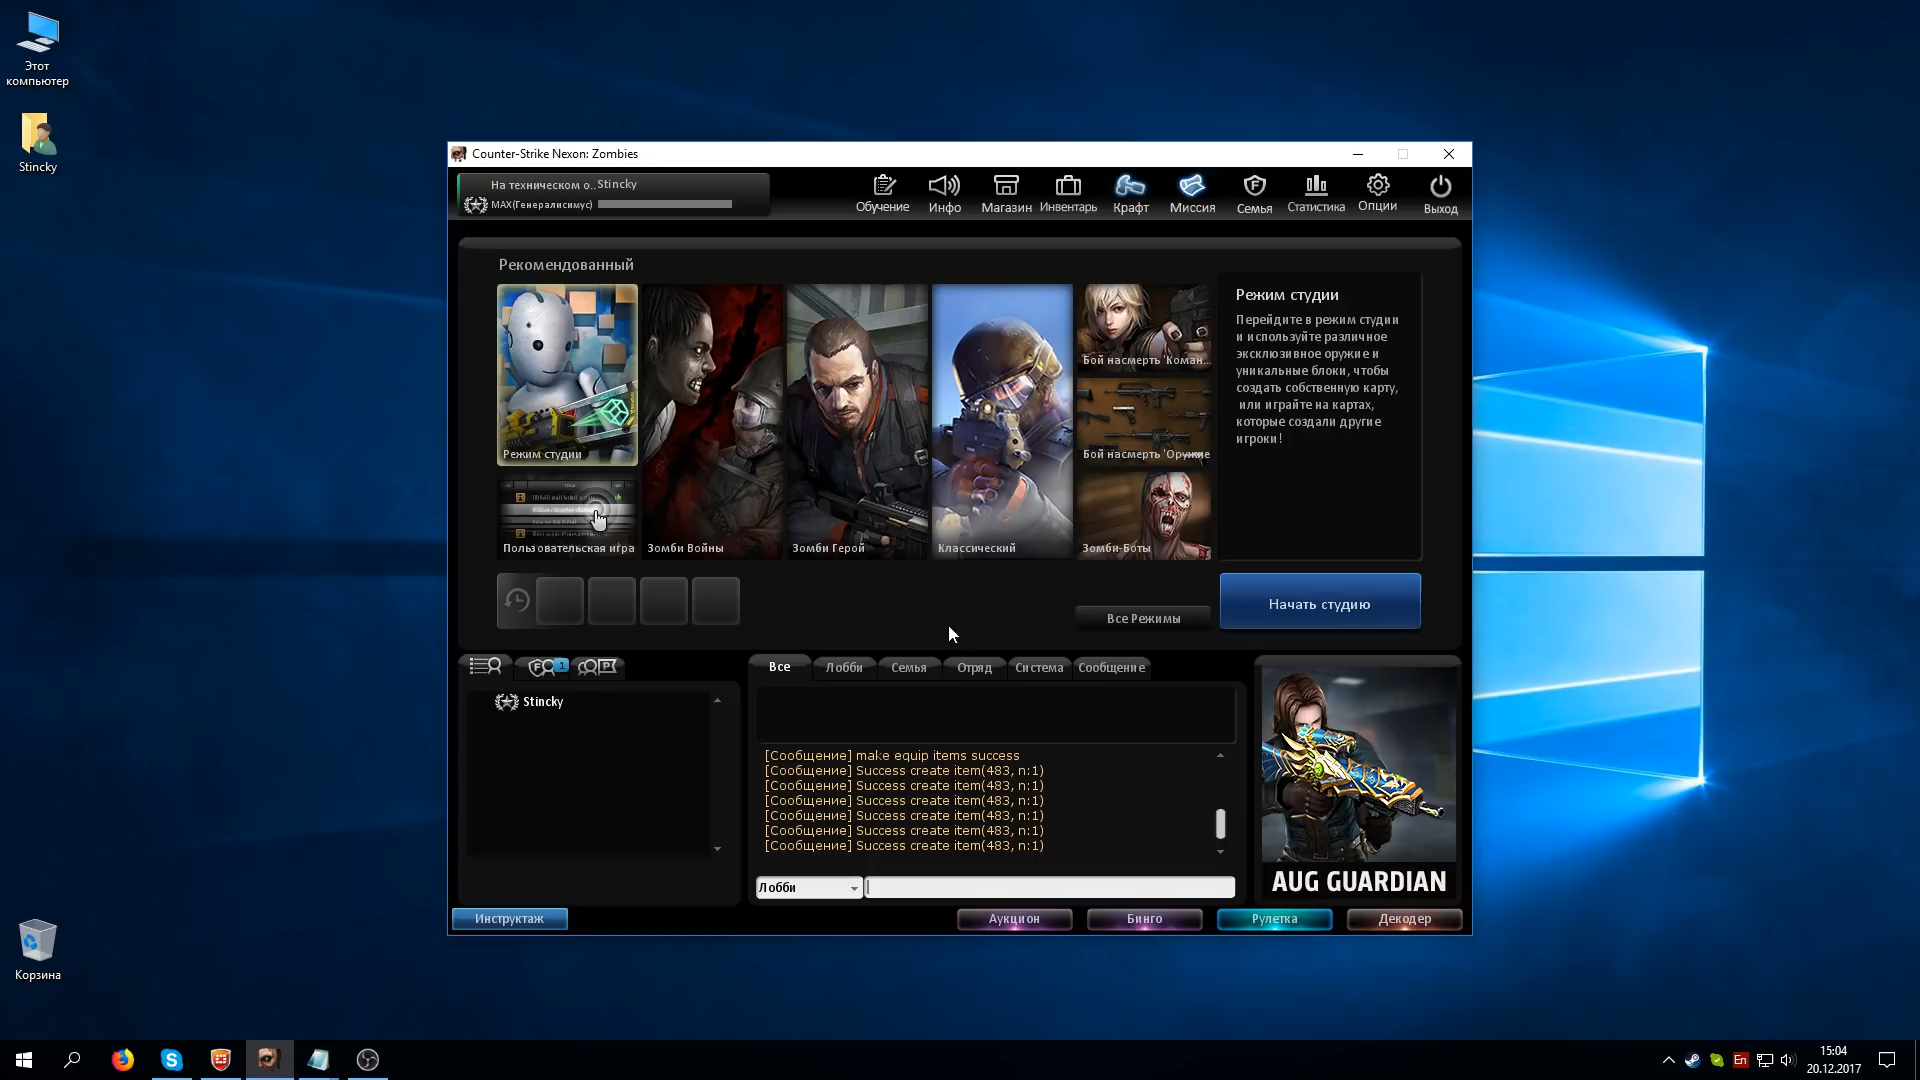 Этот
компьютер
Stincky
Корзина
Counter-Strike Nexon: Zombies
На техническом о.. Stincky
MAX(Генералисимус)
Обучение
Инфо
Магазин
Инвентарь
Крафт
Миссия
Семья
Статистика
Опции
Выход
Рекомендованный
Режим студии
Пользовательская игра
Зомби Войны
Зомби Герой
Классический
Бой насмерть 'Коман...
Бой насмерть 'Оружие
Зомби-Боты
Режим студии
Перейдите в режим студии
и используйте различное
эксклюзивное оружие и
уникальные блоки, чтобы
создать собственную карту,
или играйте на картах,
которые создали другие
игроки!
Все Режимы
Начать студию
1
Stincky
Все
Лобби
Семья
Отряд
Система
Сообщение
[Сообщение] make equip items success
[Сообщение] Success create item(483, n:1)
[Сообщение] Success create item(483, n:1)
[Сообщение] Success create item(483, n:1)
[Сообщение] Success create item(483, n:1)
[Сообщение] Success create item(483, n:1)
[Сообщение] Success create item(483, n:1)
Лобби
AUG GUARDIAN
Инструктаж
Аукцион
Бинго
Рулетка
Декодер
En
15:04
20.12.2017